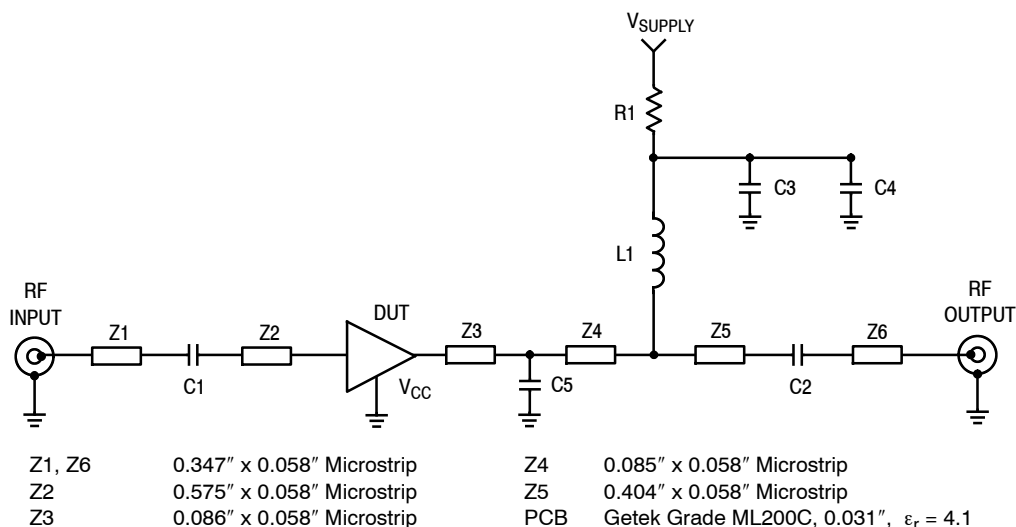 VSUPPLY
R1
C3
C4
L1
RF
INPUT
RF
OUTPUT
DUT
Z1
Z2
Z3
Z4
Z5
Z6
C1
VCC
C5
C2
Z1, Z6 0.347″ x 0.058″ Microstrip
Z2 0.575″ x 0.058″ Microstrip
Z3 0.086″ x 0.058″ Microstrip
Z4 0.085″ x 0.058″ Microstrip
Z5 0.404″ x 0.058″ Microstrip
PCB Getek Grade ML200C, 0.031″, εr = 4.1